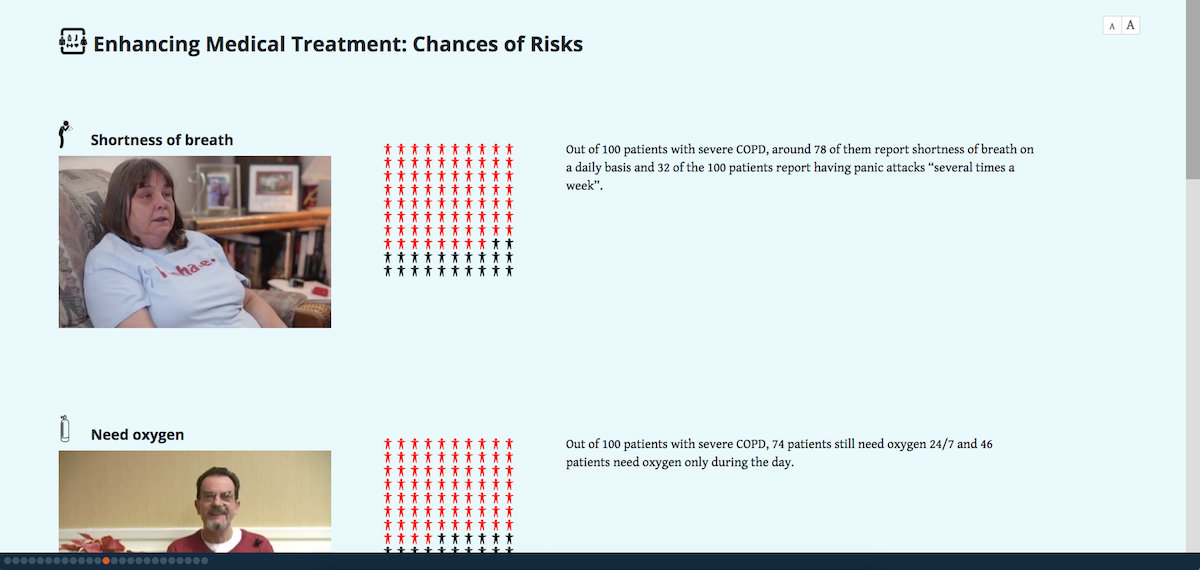 A A
Enhancing Medical Treatment: Chances of Risks
Shortness of breath
Out of 100 patients with severe COPD, around 78 of them report shortness of breath on
a daily basis and 32 of the 100 patients report having panic attacks “several times a
week”.
Need oxygen
Out of 100 patients with severe COPD, 74 patients still need oxygen 24/7 and 46
patients need oxygen only during the day.